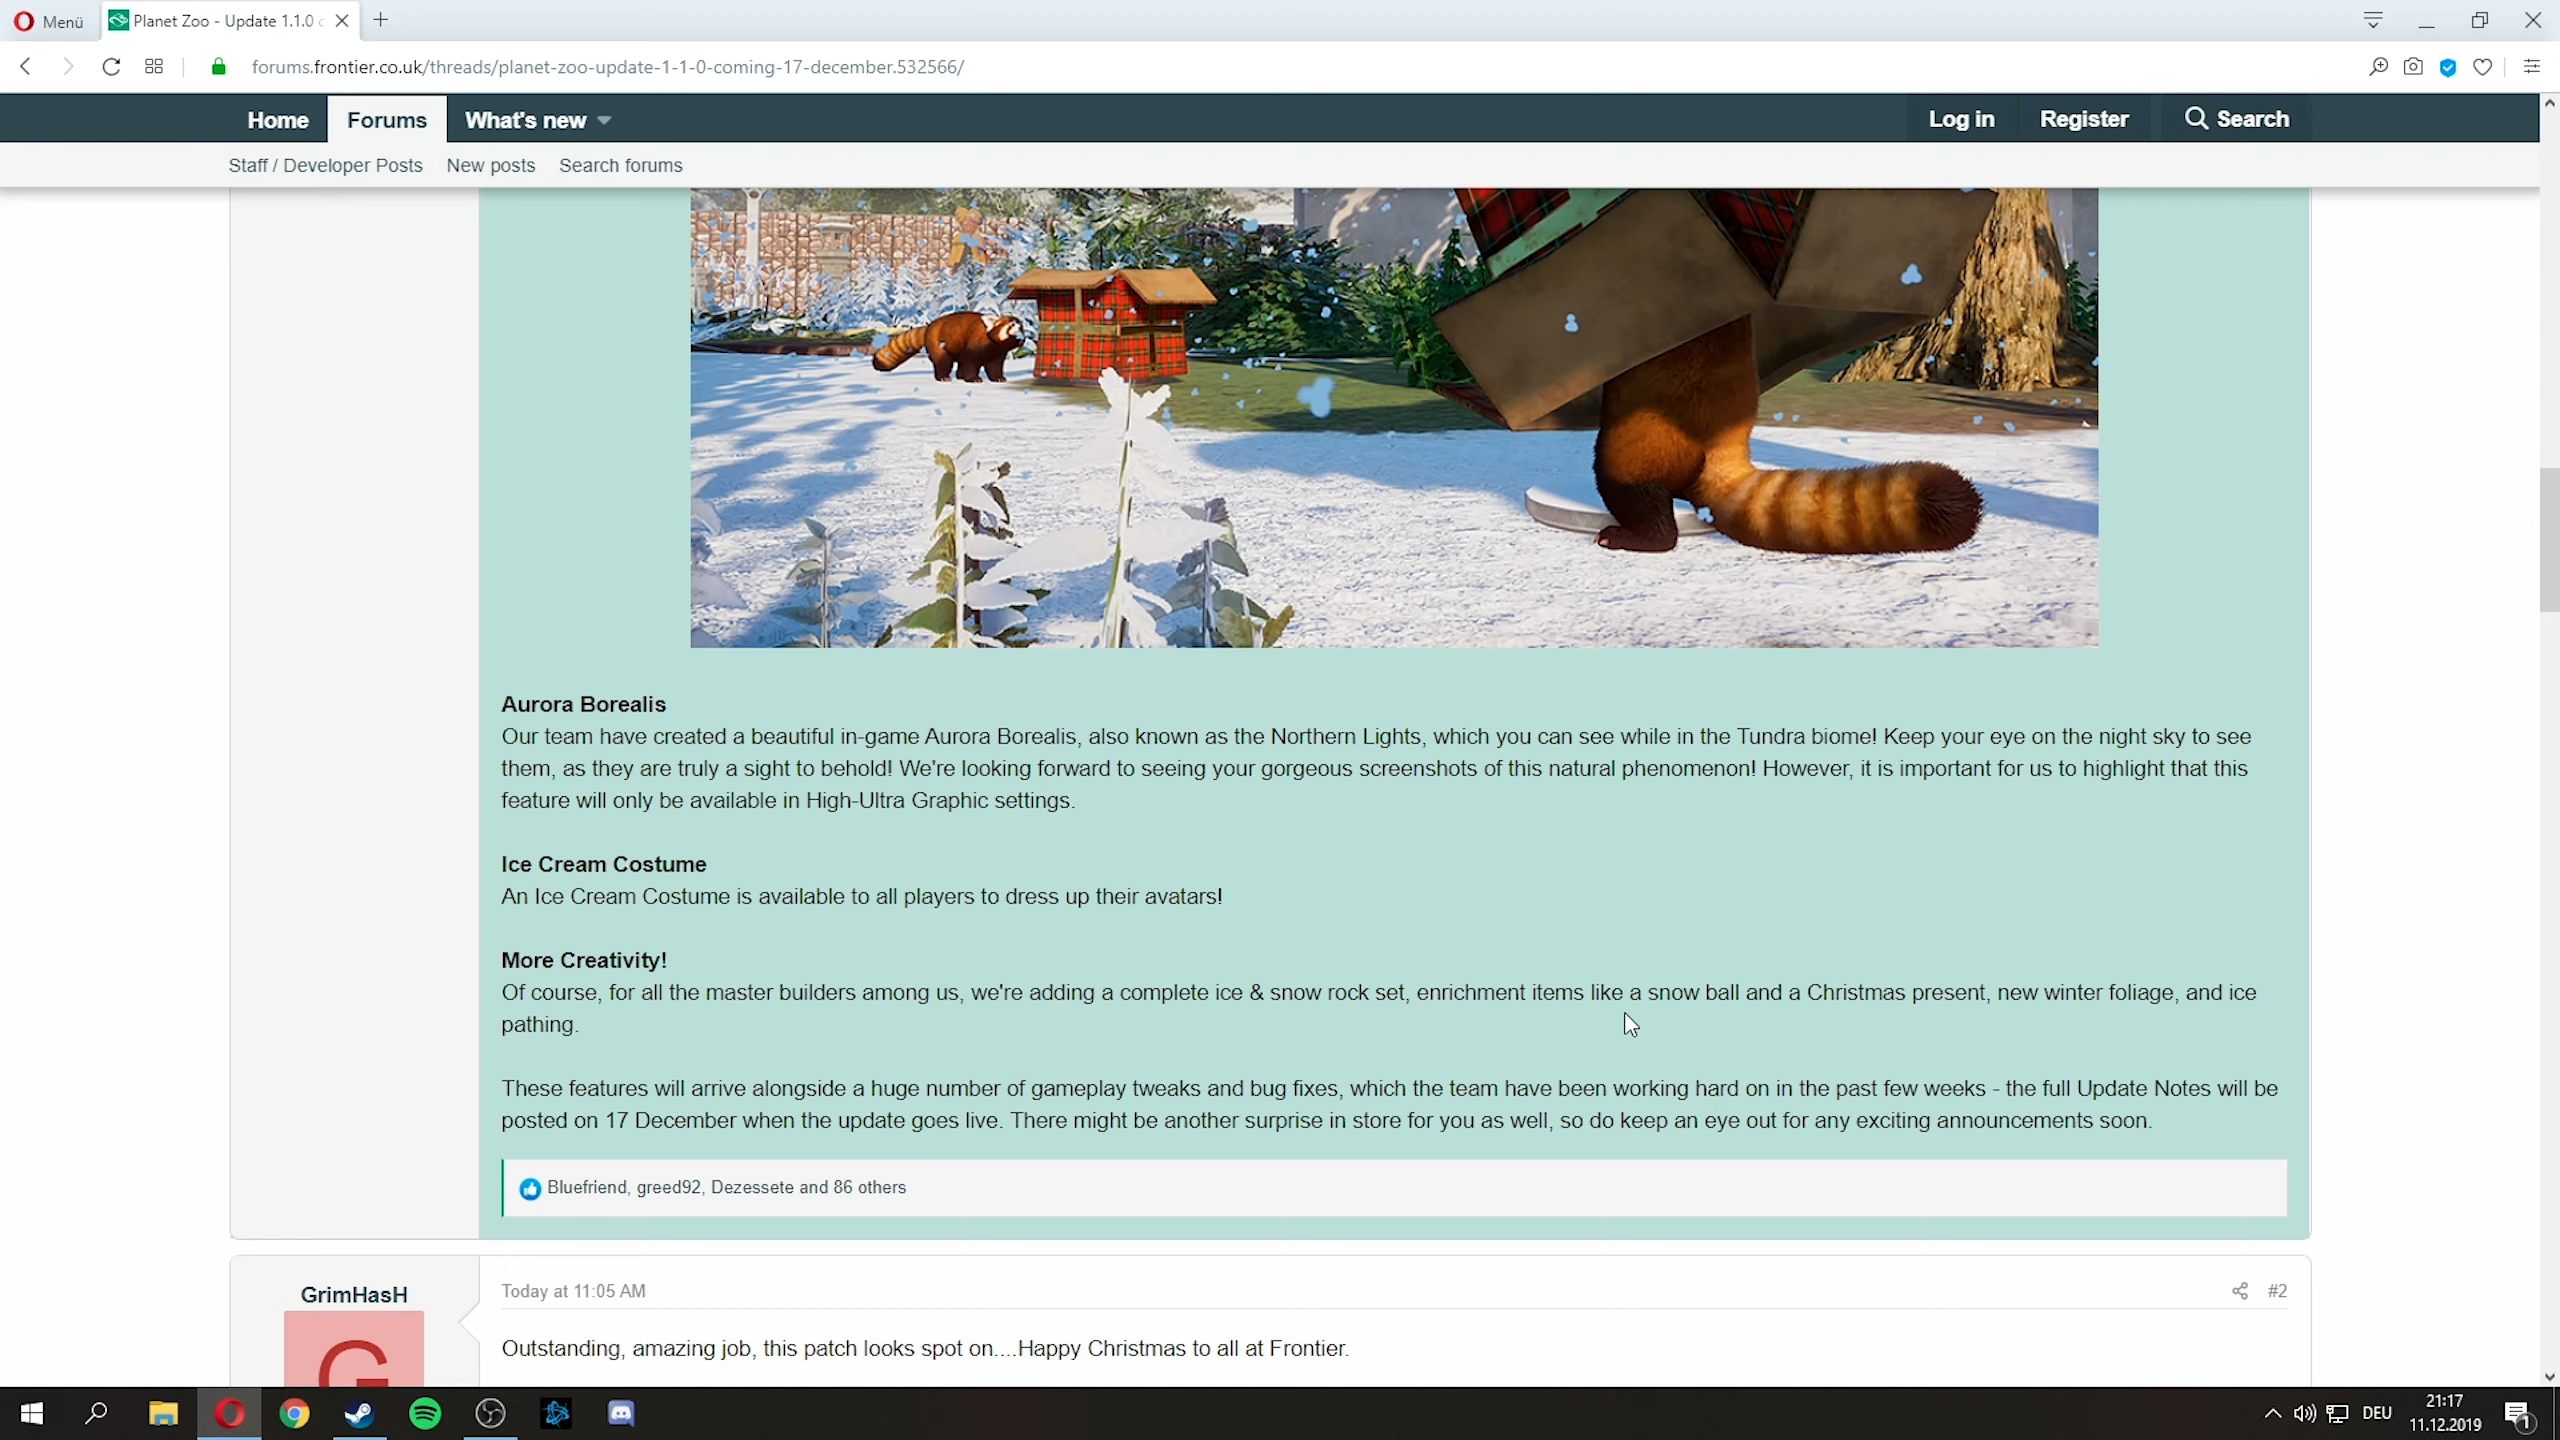 Menü
Planet Zoo - Update 1.1.0 c
forums.frontier.co.uk/threads/planet-zoo-update-1-1-0-coming-17-december.532566/
Home
Forums
What's new
Log in
Register
Search
Staff / Developer Posts
New posts
Search forums
Aurora Borealis
Our team have created a beautiful in-game Aurora Borealis, also known as the Northern Lights, which you can see while in the Tundra biome! Keep your eye on the night sky to see
them, as they are truly a sight to behold! We're looking forward to seeing your gorgeous screenshots of this natural phenomenon! However, it is important for us to highlight that this
feature will only be available in High-Ultra Graphic settings.
Ice Cream Costume
An Ice Cream Costume is available to all players to dress up their avatars!
More Creativity!
Of course, for all the master builders among us, we're adding a complete ice & snow rock set, enrichment items like a snow ball and a Christmas present, new winter foliage, and ice
pathing.
These features will arrive alongside a huge number of gameplay tweaks and bug fixes, which the team have been working hard on in the past few weeks - the full Update Notes will be
posted on 17 December when the update goes live. There might be another surprise in store for you as well, so do keep an eye out for any exciting announcements soon.
Bluefriend, greed92, Dezessete and 86 others
GrimHasH
Today at 11:05 AM
#2
G
Outstanding, amazing job, this patch looks spot on....Happy Christmas to all at Frontier.
DEU
21:17
11.12.2019
1